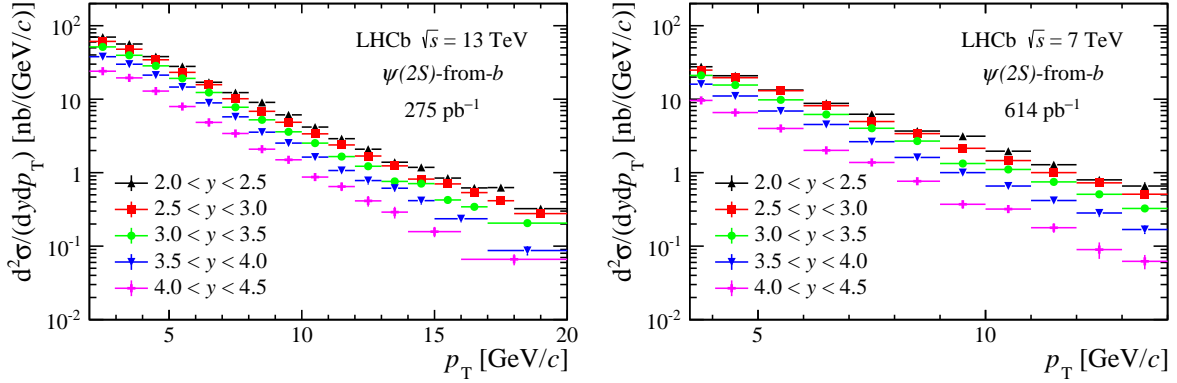 d²σ/(dydp_T) [nb/(GeV/c)]
10²
10
1
10⁻¹
10⁻²
LHCb √s = 13 TeV
ψ(2S)-from-b
275 pb⁻¹
2.0 < y < 2.5
2.5 < y < 3.0
3.0 < y < 3.5
3.5 < y < 4.0
4.0 < y < 4.5
5 10 15 20
p_T [GeV/c]
d²σ/(dydp_T) [nb/(GeV/c)]
10²
10
1
10⁻¹
10⁻²
LHCb √s = 7 TeV
ψ(2S)-from-b
614 pb⁻¹
2.0 < y < 2.5
2.5 < y < 3.0
3.0 < y < 3.5
3.5 < y < 4.0
4.0 < y < 4.5
5 10
p_T [GeV/c]